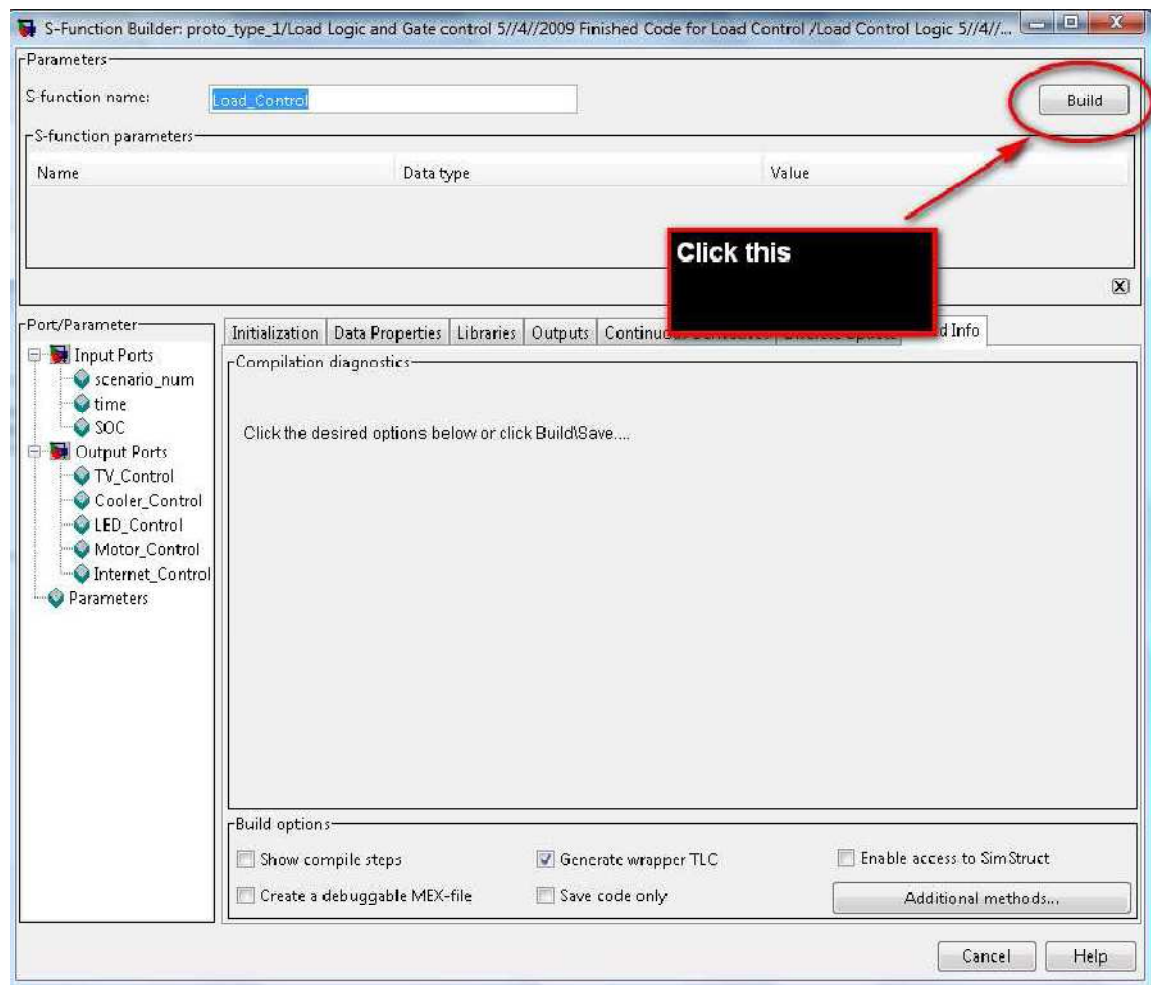 S-Function Builder: proto_type_1/Load Logic and Gate control 5//4//2009 Finished Code for Load Control /Load Control Logic 5//4//...
Parameters
S-function name:
Load_Control
Build
S-function parameters
Name
Data type
Value
Click this
Port/Parameter
Input Ports
scenario_num
time
SOC
Output Ports
TV_Control
Cooler_Control
LED_Control
Motor_Control
Internet_Control
Parameters
Initialization
Data Properties
Libraries
Outputs
d Info
Compilation diagnostics
Click the desired options below or click Build\Save....
Build options
Show compile steps
Generate wrapper TLC
Enable access to SimStruct
Create a debuggable MEX-file
Save code only
Additional methods...
Cancel
Help